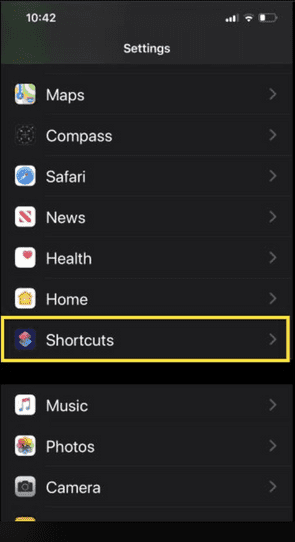 10:42
Settings
Maps
Compass
Safari
News
Health
Home
Shortcuts
Music
Photos
Camera